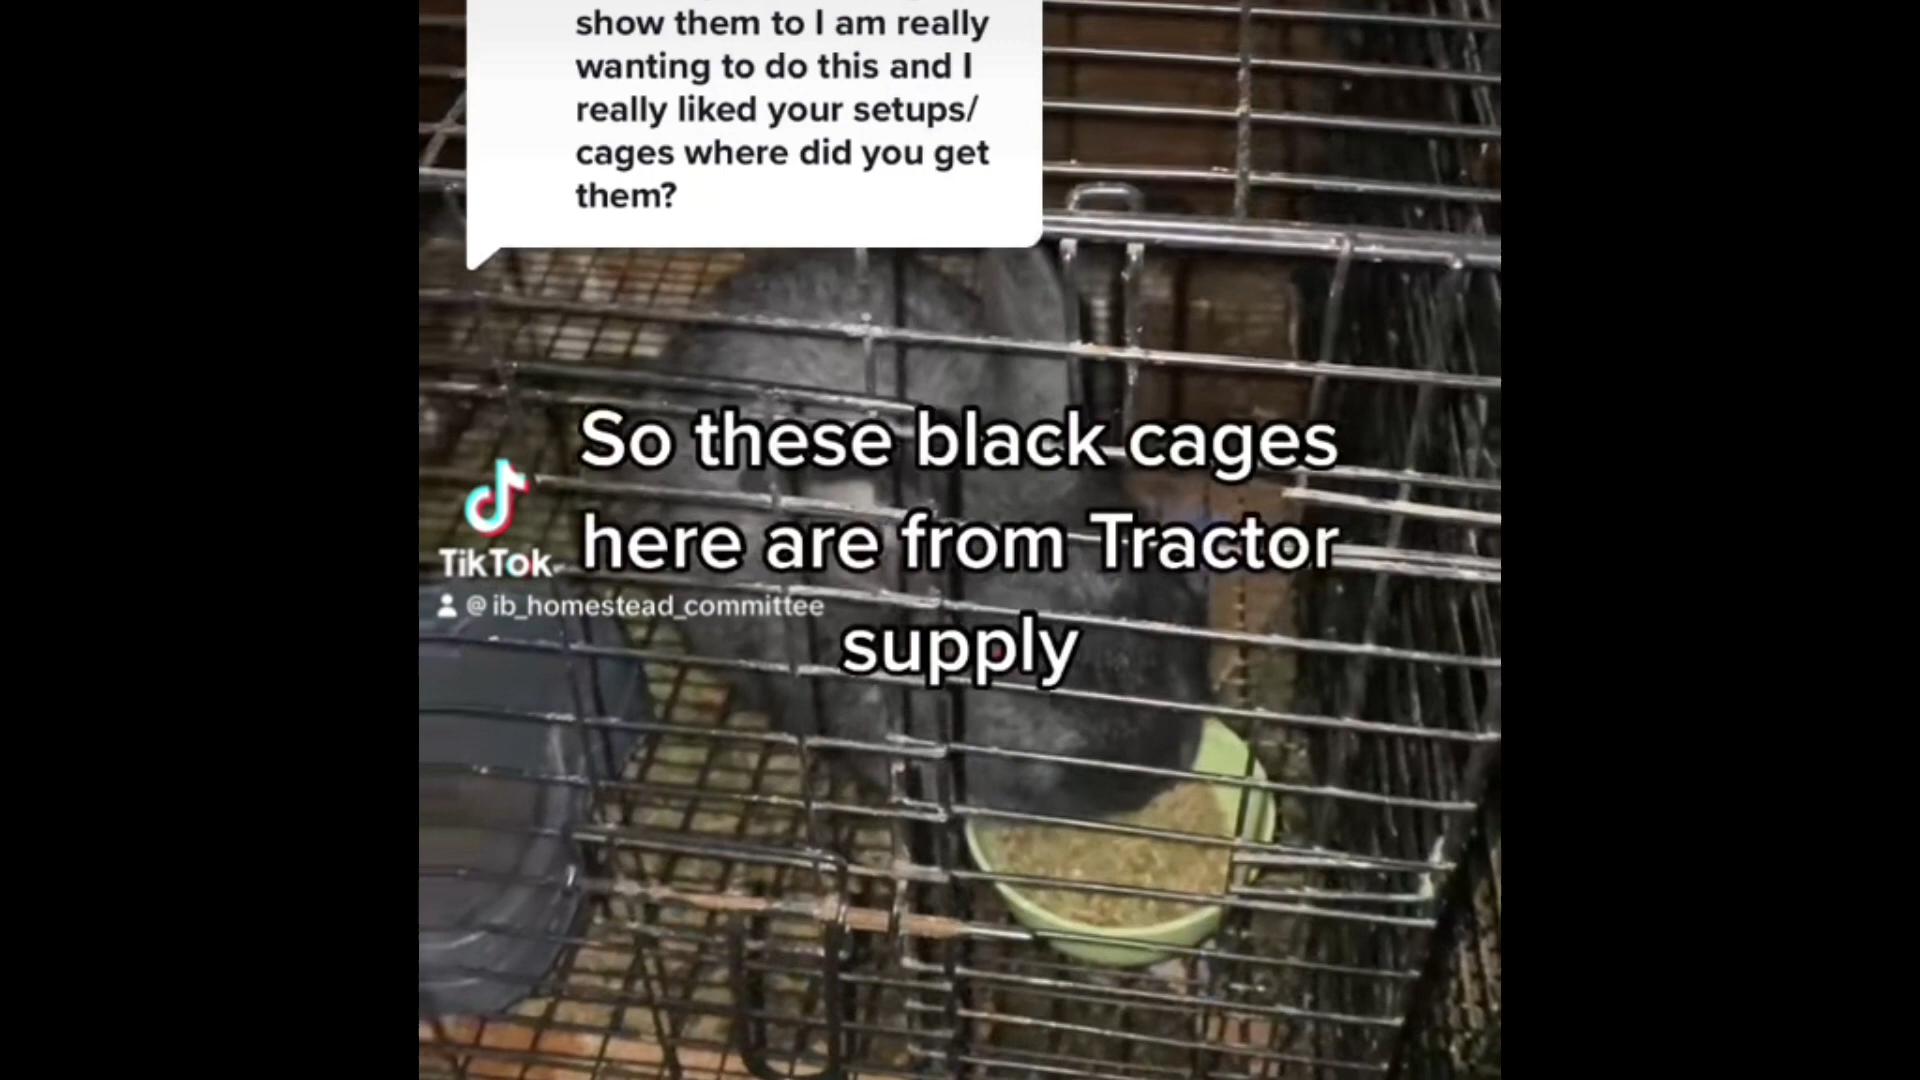 show them to I am really
wanting to do this and I
really liked your setups/
cages where did you get
them?
So these black cages
here are from Tractor
supply
TikTok
@ib_homestead_committee